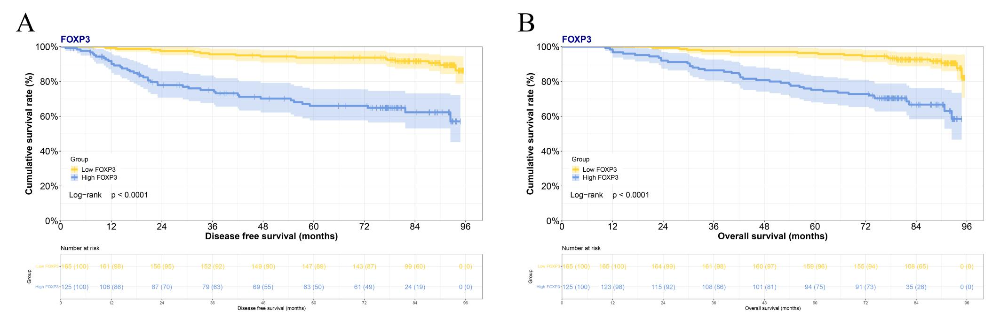 A
FOXP3
100%
80%
60%
40%
20%
0%
Cumulative survival rate (%)
Group
Low FOXP3
High FOXP3
Log−rank p < 0.0001
0 12 24 36 48 60 72 84 96
Disease free survival (months)
Number at risk
Group
Low FOXP3 165 (100) 161 (98) 156 (95) 152 (92) 149 (90) 147 (89) 143 (87) 99 (60) 0 (0)
High FOXP3 125 (100) 108 (86) 87 (70) 79 (63) 69 (55) 63 (50) 61 (49) 24 (19) 0 (0)
0 12 24 36 48 60 72 84 96
Disease free survival (months)
B
FOXP3
100%
80%
60%
40%
20%
0%
Cumulative survival rate (%)
Group
Low FOXP3
High FOXP3
Log−rank p < 0.0001
0 12 24 36 48 60 72 84 96
Overall survival (months)
Number at risk
Group
Low FOXP3 165 (100) 165 (100) 164 (99) 161 (98) 160 (97) 159 (96) 155 (94) 108 (65) 0 (0)
High FOXP3 125 (100) 123 (98) 115 (92) 108 (86) 101 (81) 94 (75) 91 (73) 35 (28) 0 (0)
0 12 24 36 48 60 72 84 96
Overall survival (months)